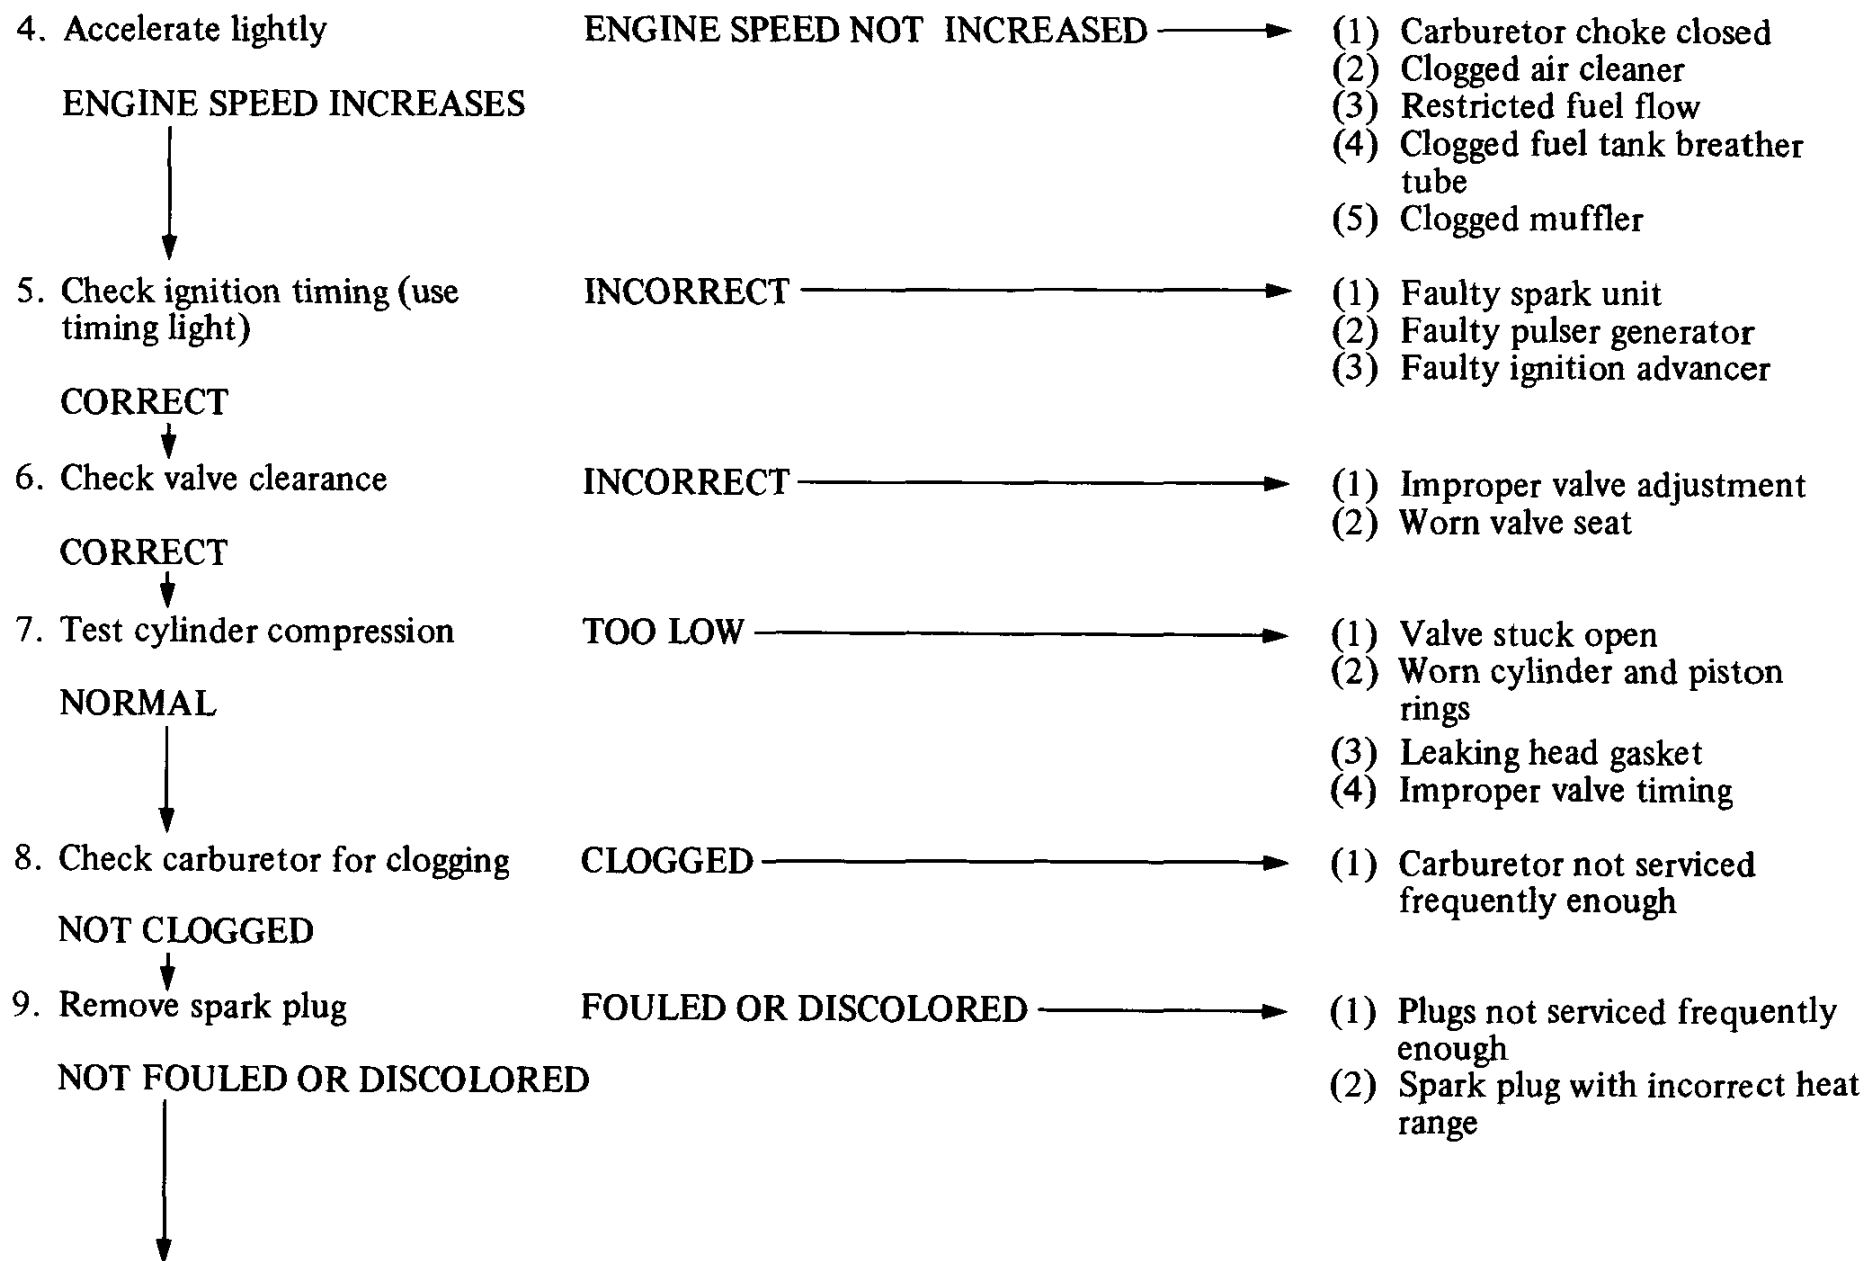 4. Accelerate lightly
ENGINE SPEED NOT INCREASED
(1) Carburetor choke closed
(2) Clogged air cleaner
ENGINE SPEED INCREASES
(3) Restricted fuel flow
(4) Clogged fuel tank breather
tube
(5) Clogged muffler
5. Check ignition timing (use
timing light)
INCORRECT
(1) Faulty spark unit
(2) Faulty pulser generator
(3) Faulty ignition advancer
CORRECT
6. Check valve clearance
INCORRECT
(1) Improper valve adjustment
(2) Worn valve seat
CORRECT
7. Test cylinder compression
TOO LOW
(1) Valve stuck open
(2) Worn cylinder and piston
rings
NORMAL
(3) Leaking head gasket
(4) Improper valve timing
8. Check carburetor for clogging
CLOGGED
(1) Carburetor not serviced
frequently enough
NOT CLOGGED
9. Remove spark plug
FOULED OR DISCOLORED
(1) Plugs not serviced frequently
enough
NOT FOULED OR DISCOLORED
(2) Spark plug with incorrect heat
range